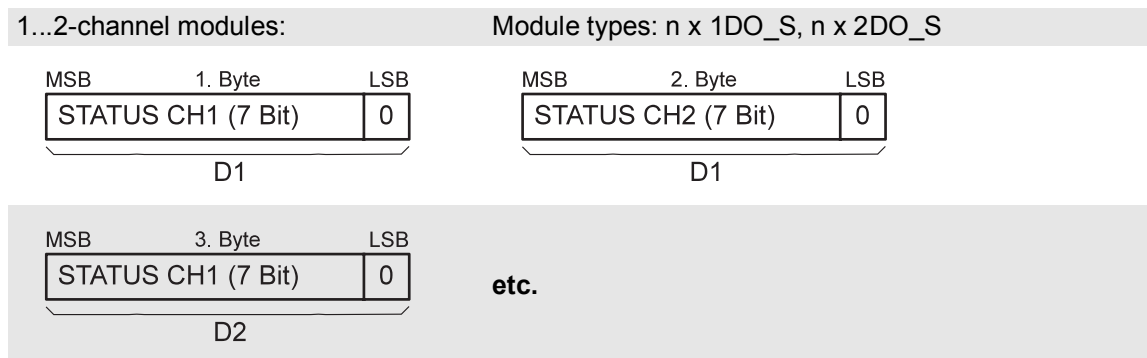 1...2-channel modules: Module types: n x 1DO_S, n x 2DO_S
MSB 1. Byte LSB MSB 2. Byte LSB
STATUS CH1 (7 Bit) 0 STATUS CH2 (7 Bit) 0
D1 D1
MSB 3. Byte LSB
STATUS CH1 (7 Bit) 0
etc.
D2